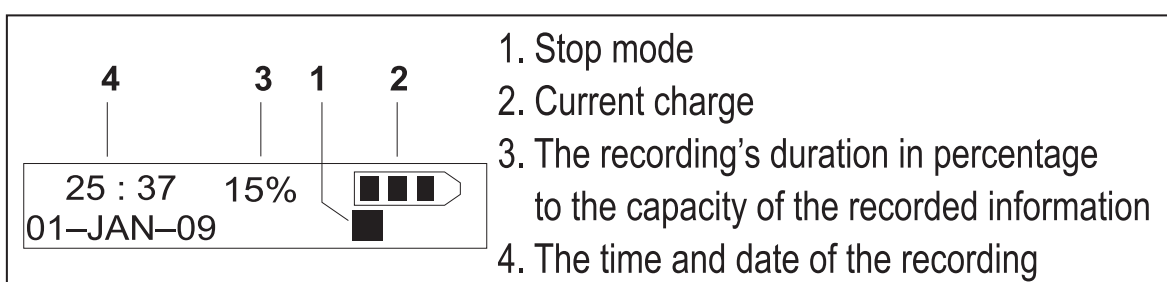 4 3 1 2
25 : 37 15%
01–JAN–09
1. Stop mode
2. Current charge
3. The recording's duration in percentage
to the capacity of the recorded information
4. The time and date of the recording